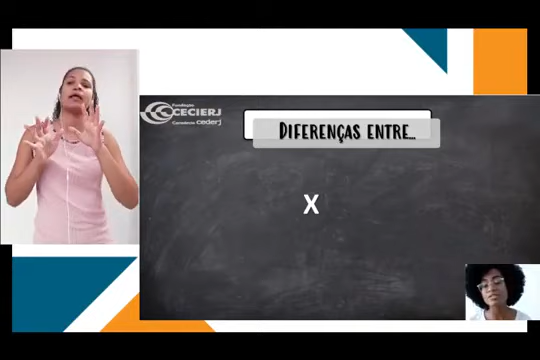 Fundação
CECIERJ
Consórcio cederj
DIFERENÇAS ENTRE...
X